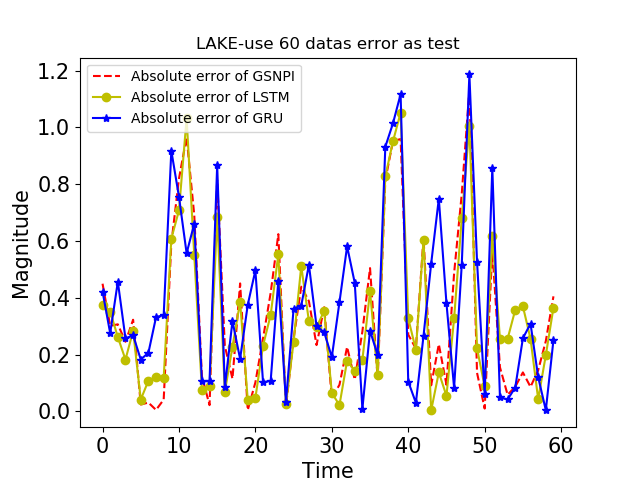 LAKE-use 60 datas error as test
Absolute error of GSNPI
Absolute error of LSTM
Absolute error of GRU
Magnitude
1.2
1.0
0.8
0.6
0.4
0.2
0.0
0 10 20 30 40 50 60
Time